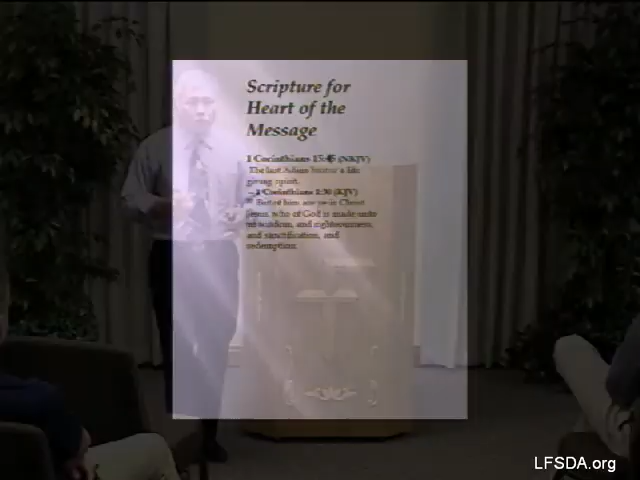 Scripture for
Heart of the
Message
1 Corinthians 15:45 (NKJV)
The last Adam became a life
giving spirit.
1 Corinthians 1:30 (KJV)
But of him are ye in Christ
Jesus, who of God is made unto
us wisdom, and righteousness,
and sanctification, and
redemption:
LFSDA.org